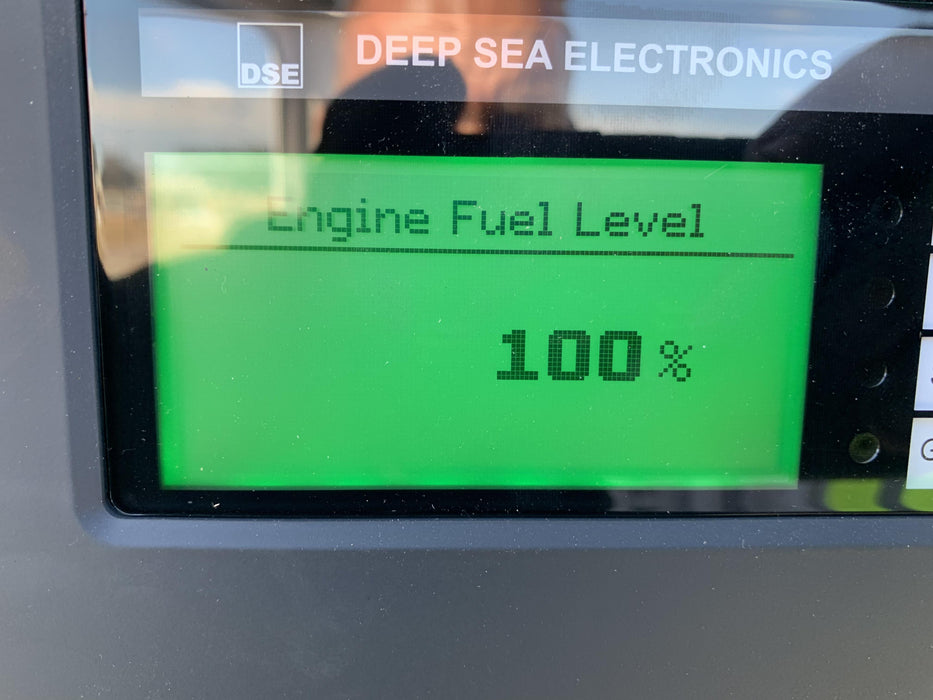 DSE
DEEP SEA ELECTRONICS
Engine Fuel Level
100 %